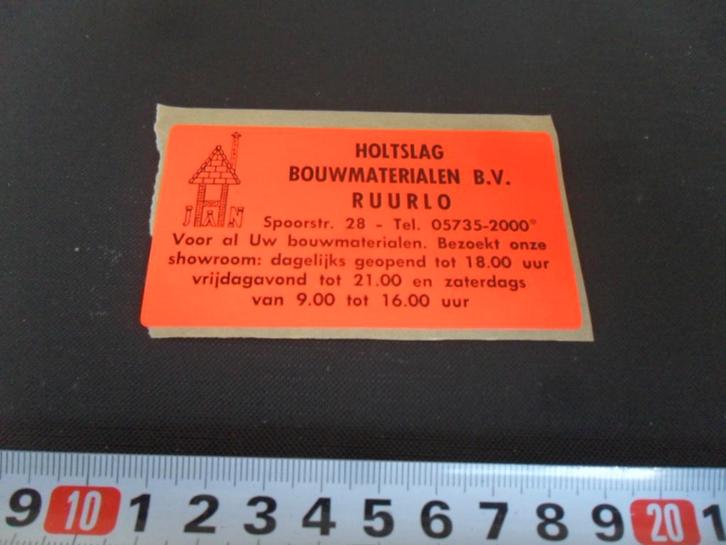 HOLTSLAG
BOUWMATERIALEN B.V.
RUURLO
JAN
Spoorstr. 28 - Tel. 05735-2000*
Voor al Uw bouwmaterialen. Bezoekt onze
showroom: dagelijks geopend tot 18.00 uur
vrijdagavond tot 21.00 en zaterdags
van 9.00 tot 16.00 uur
9 10 1 2 3 4 5 6 7 8 9 20 1